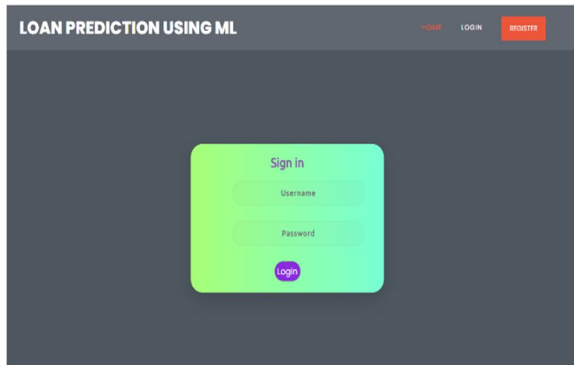 LOAN PREDICTION USING ML
HOME LOGIN REGISTER
Sign in
Username
Password
Login